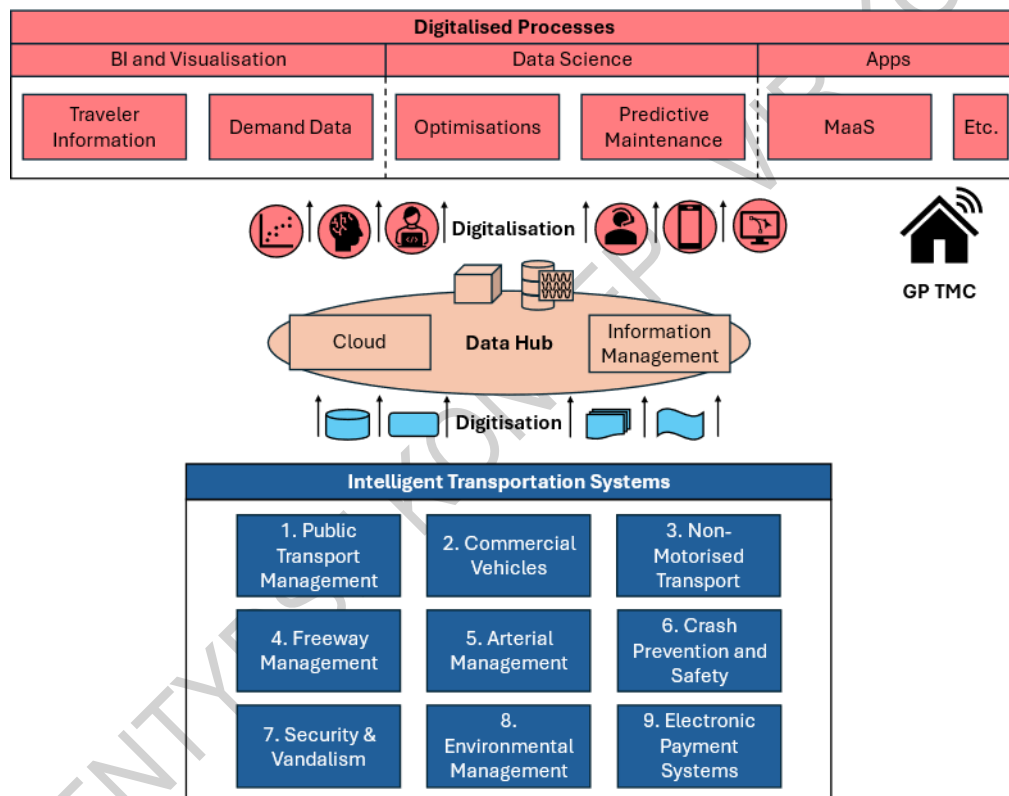 Digitalised Processes
BI and Visualisation
Data Science
Apps
Traveler
Information
Demand Data
Optimisations
Predictive
Maintenance
MaaS
Etc.
Digitalisation
GP TMC
Cloud
Data Hub
Information
Management
Digitisation
Intelligent Transportation Systems
1. Public
Transport
Management
2. Commercial
Vehicles
3. Non-
Motorised
Transport
4. Freeway
Management
5. Arterial
Management
6. Crash
Prevention and
Safety
7. Security &
Vandalism
8.
Environmental
Management
9. Electronic
Payment
Systems